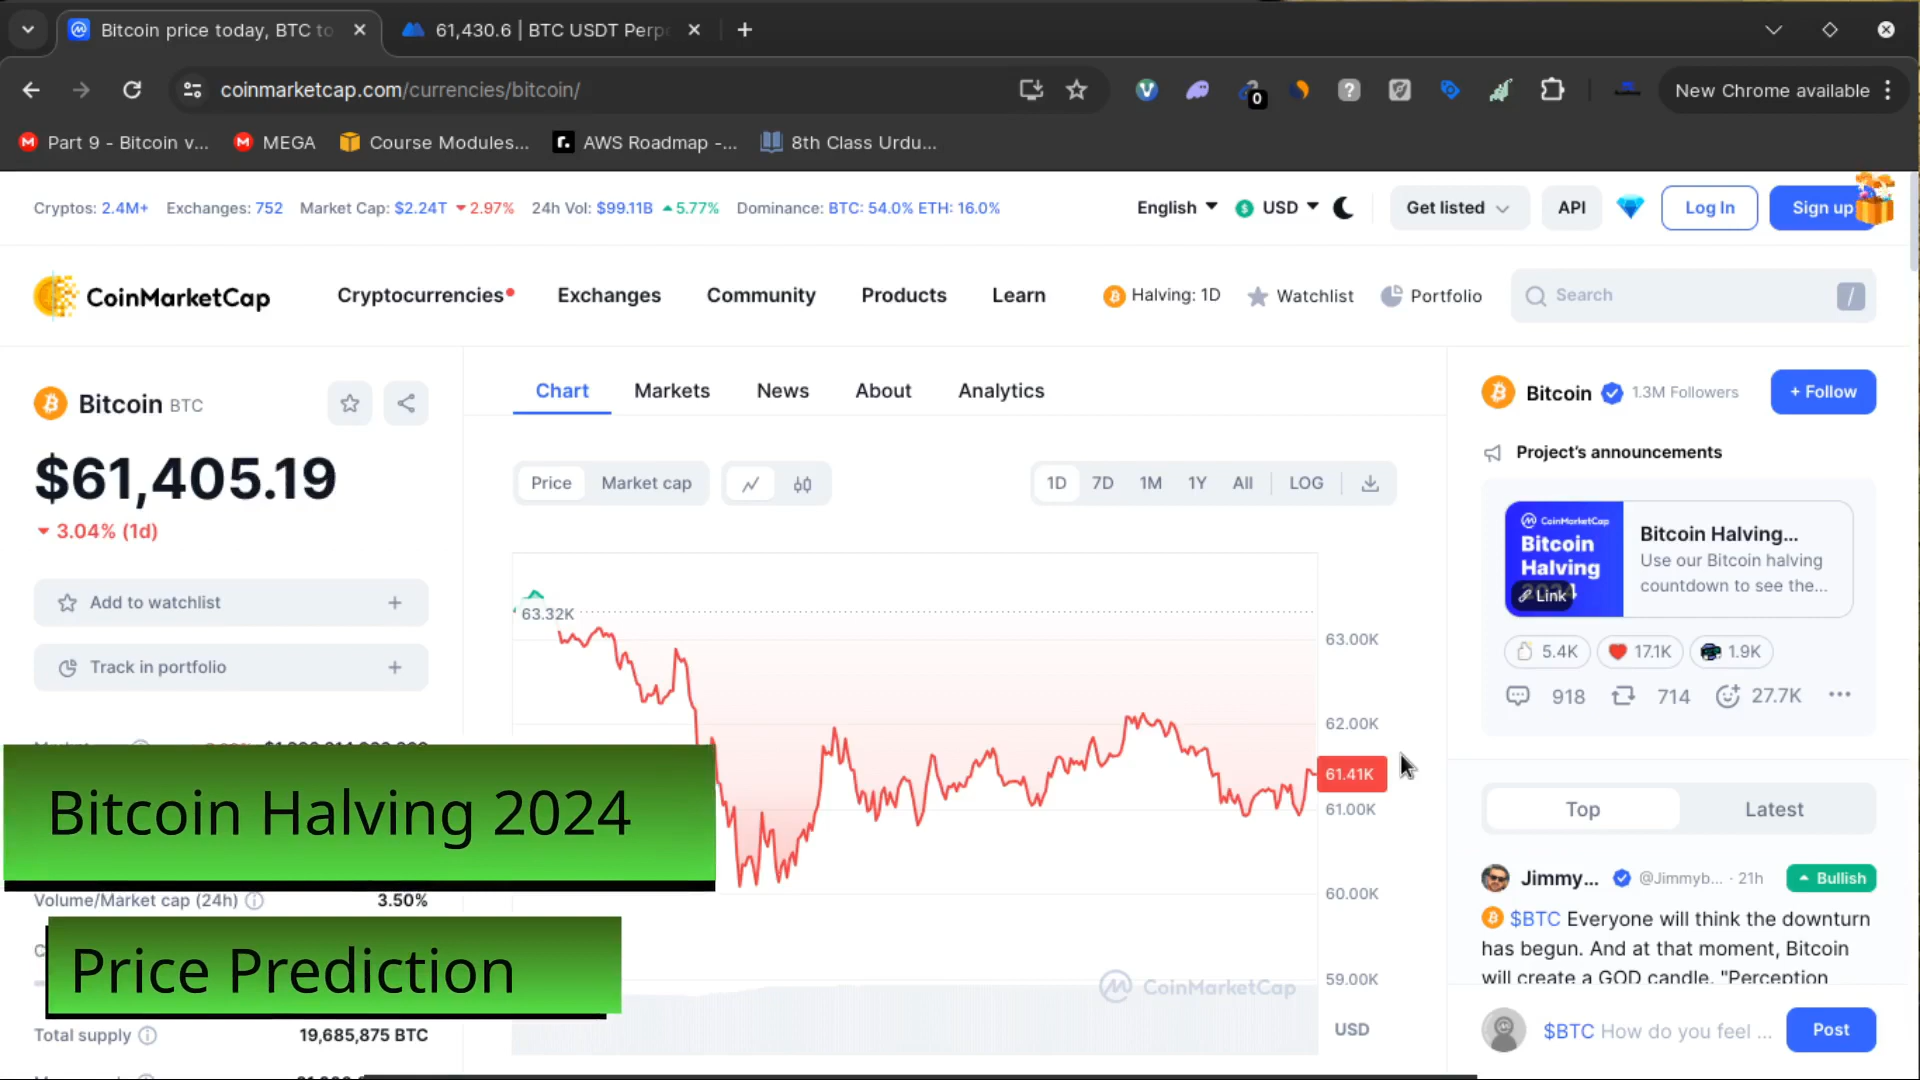 Bitcoin price today, BTC to
61,430.6 | BTC USDT Perp
coinmarketcap.com/currencies/bitcoin/
0
New Chrome available
Part 9 - Bitcoin v...
MEGA
Course Modules...
AWS Roadmap -...
8th Class Urdu...
Cryptos: 2.4M+ Exchanges: 752 Market Cap: $2.24T 2.97% 24h Vol: $99.11B 5.77% Dominance: BTC: 54.0% ETH: 16.0%
English USD Get listed API Log In Sign up
CoinMarketCap
Cryptocurrencies Exchanges Community Products Learn
Halving: 1D Watchlist Portfolio Search /
Bitcoin BTC
$61,405.19
3.04% (1d)
Add to watchlist +
Track in portfolio +
Bitcoin Halving 2024
Volume/Market cap (24h) 3.50%
Price Prediction
Total supply 19,685,875 BTC
Chart Markets News About Analytics
Price Market cap
1D 7D 1M 1Y All LOG
63.32K
63.00K
62.00K
61.41K
61.00K
60.00K
59.00K
CoinMarketCap
USD
Bitcoin 1.3M Followers + Follow
Project's announcements
CoinMarketCap
Bitcoin
Halving
Link
Bitcoin Halving...
Use our Bitcoin halving
countdown to see the...
5.4K 17.1K 1.9K
918 714 27.7K
Top Latest
Jimmy... @Jimmyb... · 21h Bullish
$BTC Everyone will think the downturn
has begun. And at that moment, Bitcoin
will create a GOD candle. "Perception
$BTC How do you feel ... Post